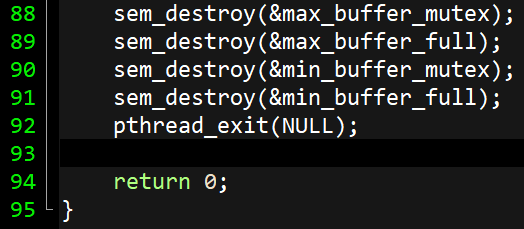 88 sem_destroy(&max_buffer_mutex);
89 sem_destroy(&max_buffer_full);
90 sem_destroy(&min_buffer_mutex);
91 sem_destroy(&min_buffer_full);
92 pthread_exit(NULL);
93
94 return 0;
95 }